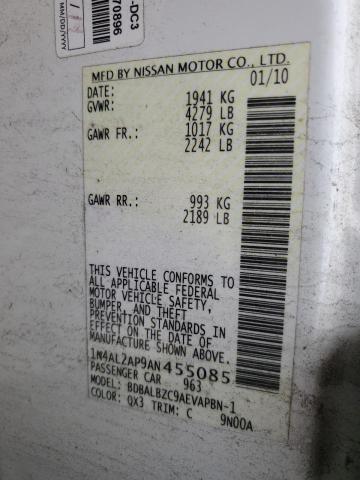 -DC3
70896
MM/DD/YYYY
MFD BY NISSAN MOTOR CO., LTD.
DATE: 01/10
GVWR: 1941 KG
4279 LB
GAWR FR.: 1017 KG
2242 LB
GAWR RR.: 993 KG
2189 LB
THIS VEHICLE CONFORMS TO
ALL APPLICABLE FEDERAL
MOTOR VEHICLE SAFETY,
BUMPER, AND THEFT
PREVENTION STANDARDS IN
EFFECT ON THE DATE OF
MANUFACTURE SHOWN ABOVE.
1N4AL2AP9AN455085
PASSENGER CAR 963
MODEL: BDBALBZC9AEVAPBN-1
COLOR: QX3 TRIM: C 9N00A